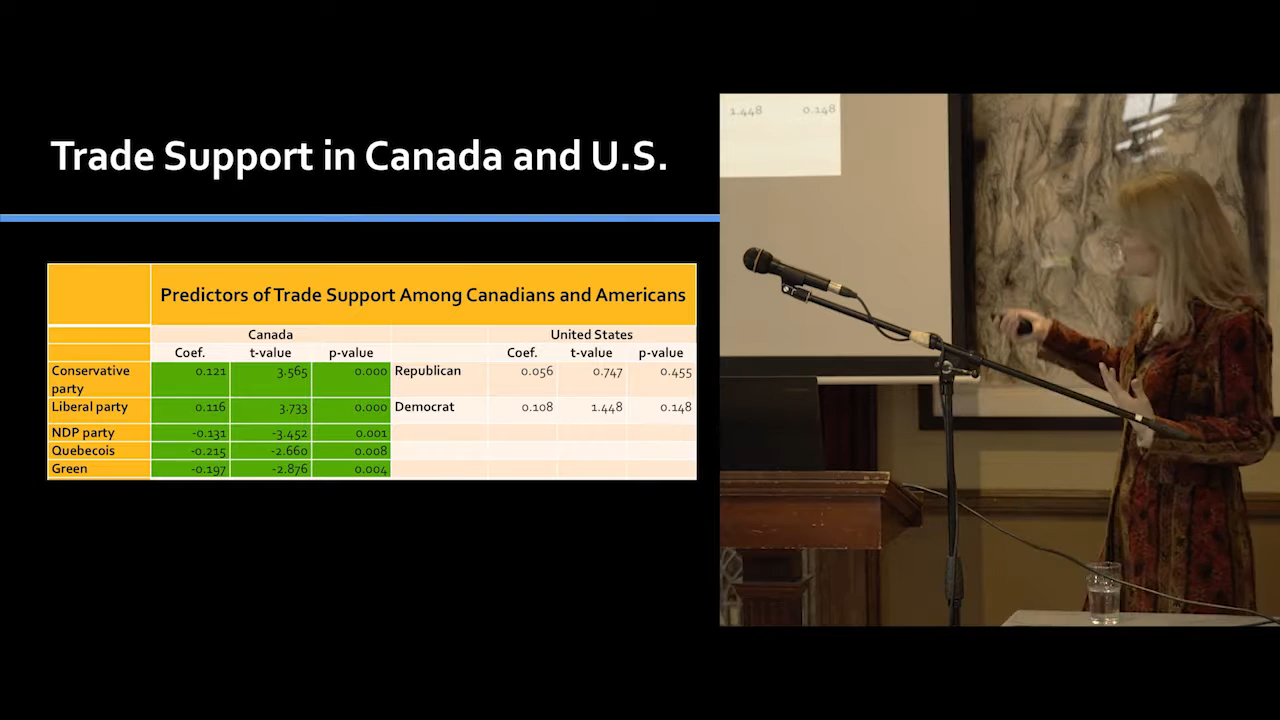 Trade Support in Canada and U.S.
Predictors of Trade Support Among Canadians and Americans
Canada United States
Coef. t-value p-value Coef. t-value p-value
Conservative party 0.121 3.565 0.000 Republican 0.056 0.747 0.455
Liberal party 0.116 3.733 0.000 Democrat 0.108 1.448 0.148
NDP party -0.131 -3.452 0.001
Quebecois -0.215 -2.660 0.008
Green -0.197 -2.876 0.004
1.448 0.148